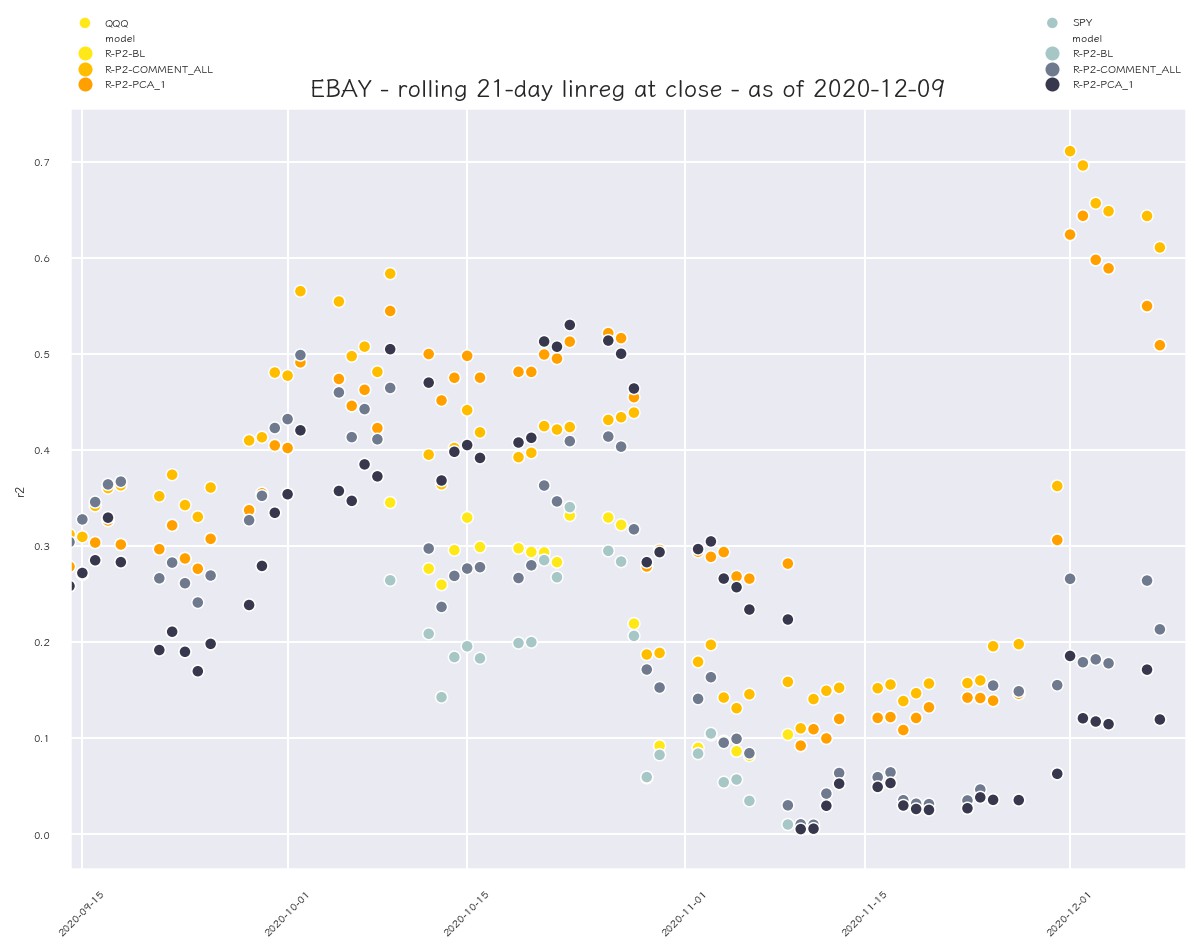 QQQ
model
R-P2-BL
R-P2-COMMENT_ALL
R-P2-PCA_1
SPY
model
R-P2-BL
R-P2-COMMENT_ALL
R-P2-PCA_1
EBAY - rolling 21-day linreg at close - as of 2020-12-09
0.7
0.6
0.5
0.4
0.3
0.2
0.1
0.0
r2
2020-09-15
2020-10-01
2020-10-15
2020-11-01
2020-11-15
2020-12-01